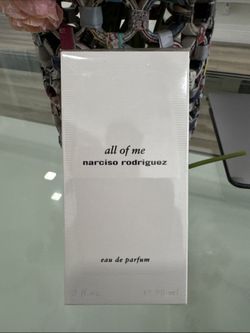 all of me
narciso rodriguez
eau de parfum